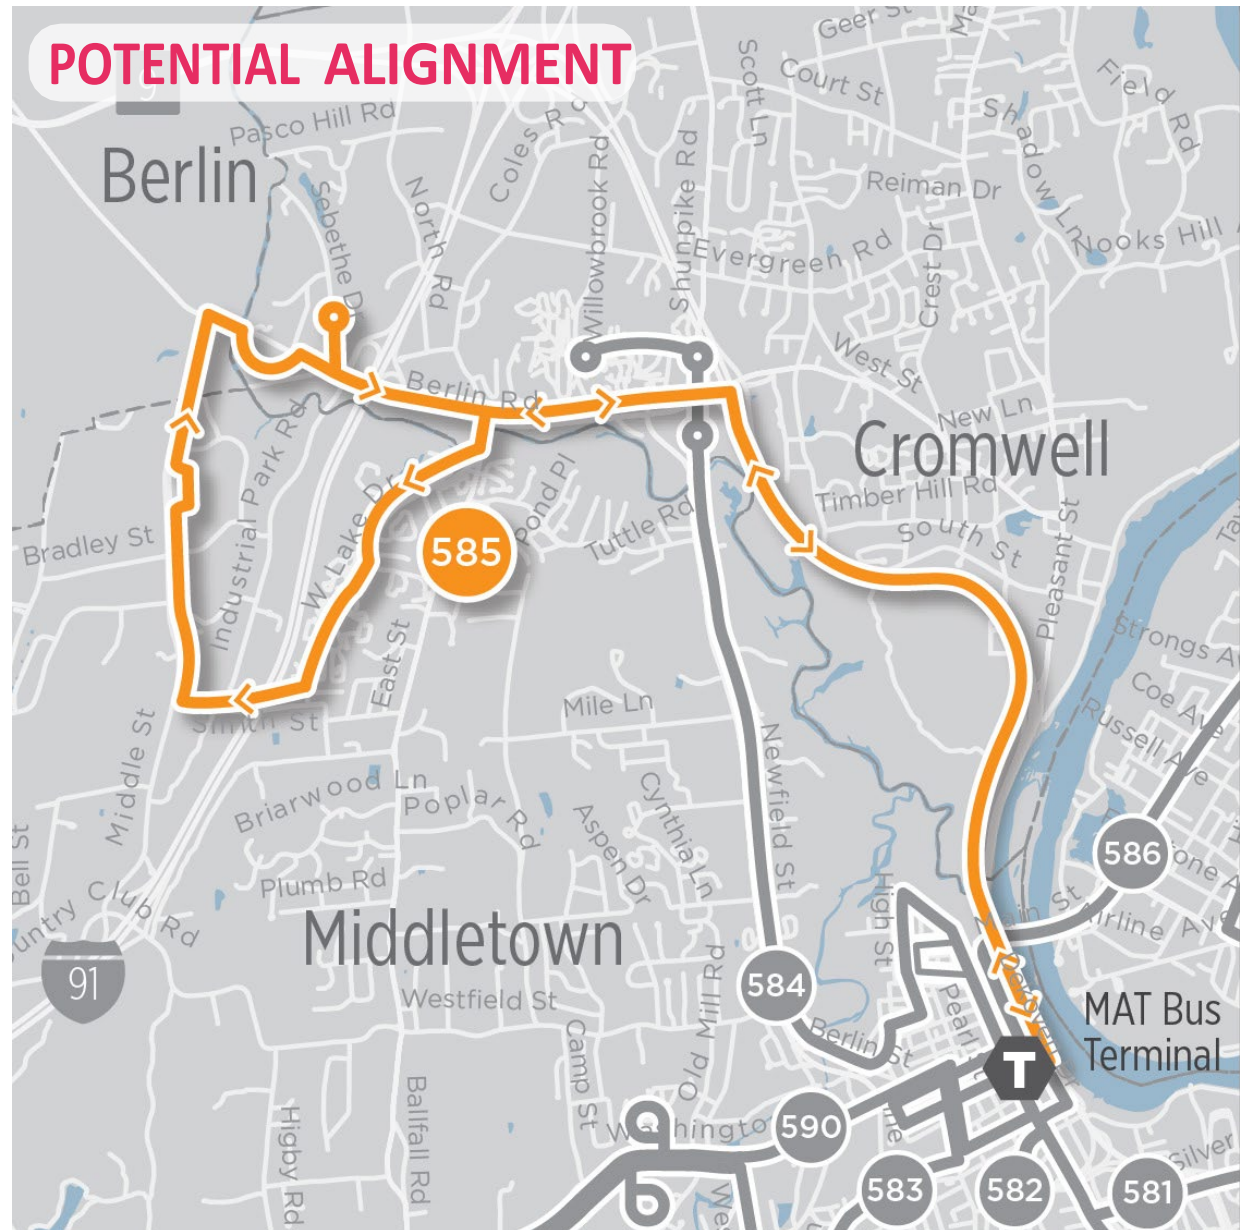 POTENTIAL ALIGNMENT
9
Geer St
Scott Ln
Court St
Field Rd
Shadow Ln
Pasco Hill Rd
Coles Rd
Willowbrook Rd
Shunpike Rd
Berlin
Sebethe Dr
North Rd
Reiman Dr
Evergreen Rd
Crest Dr
Nooks Hill
West St
Berlin Rd
New Ln
Cromwell
Timber Hill Rd
South St
Pleasant St
Bradley St
Industrial Park Rd
W Lake Dr
585
Pond Pl
Tuttle Rd
East St
Strongs A
Coe Ave
Russell Ave
Smith St
Mile Ln
Middle St
Newfield St
Briarwood Ln
Poplar Rd
Aspen Dr
Cynthia Ln
586
Bell St
Plumb Rd
untry Club Rd
High St
Main St
Airline Ave
Middletown
91
Westfield St
584
Old Mill Rd
Pearl St
MAT Bus
Terminal
Berlin St
T
Camp St
Ballfall Rd
Higby Rd
Washingto
590
ine
583
582
581
Silver
We